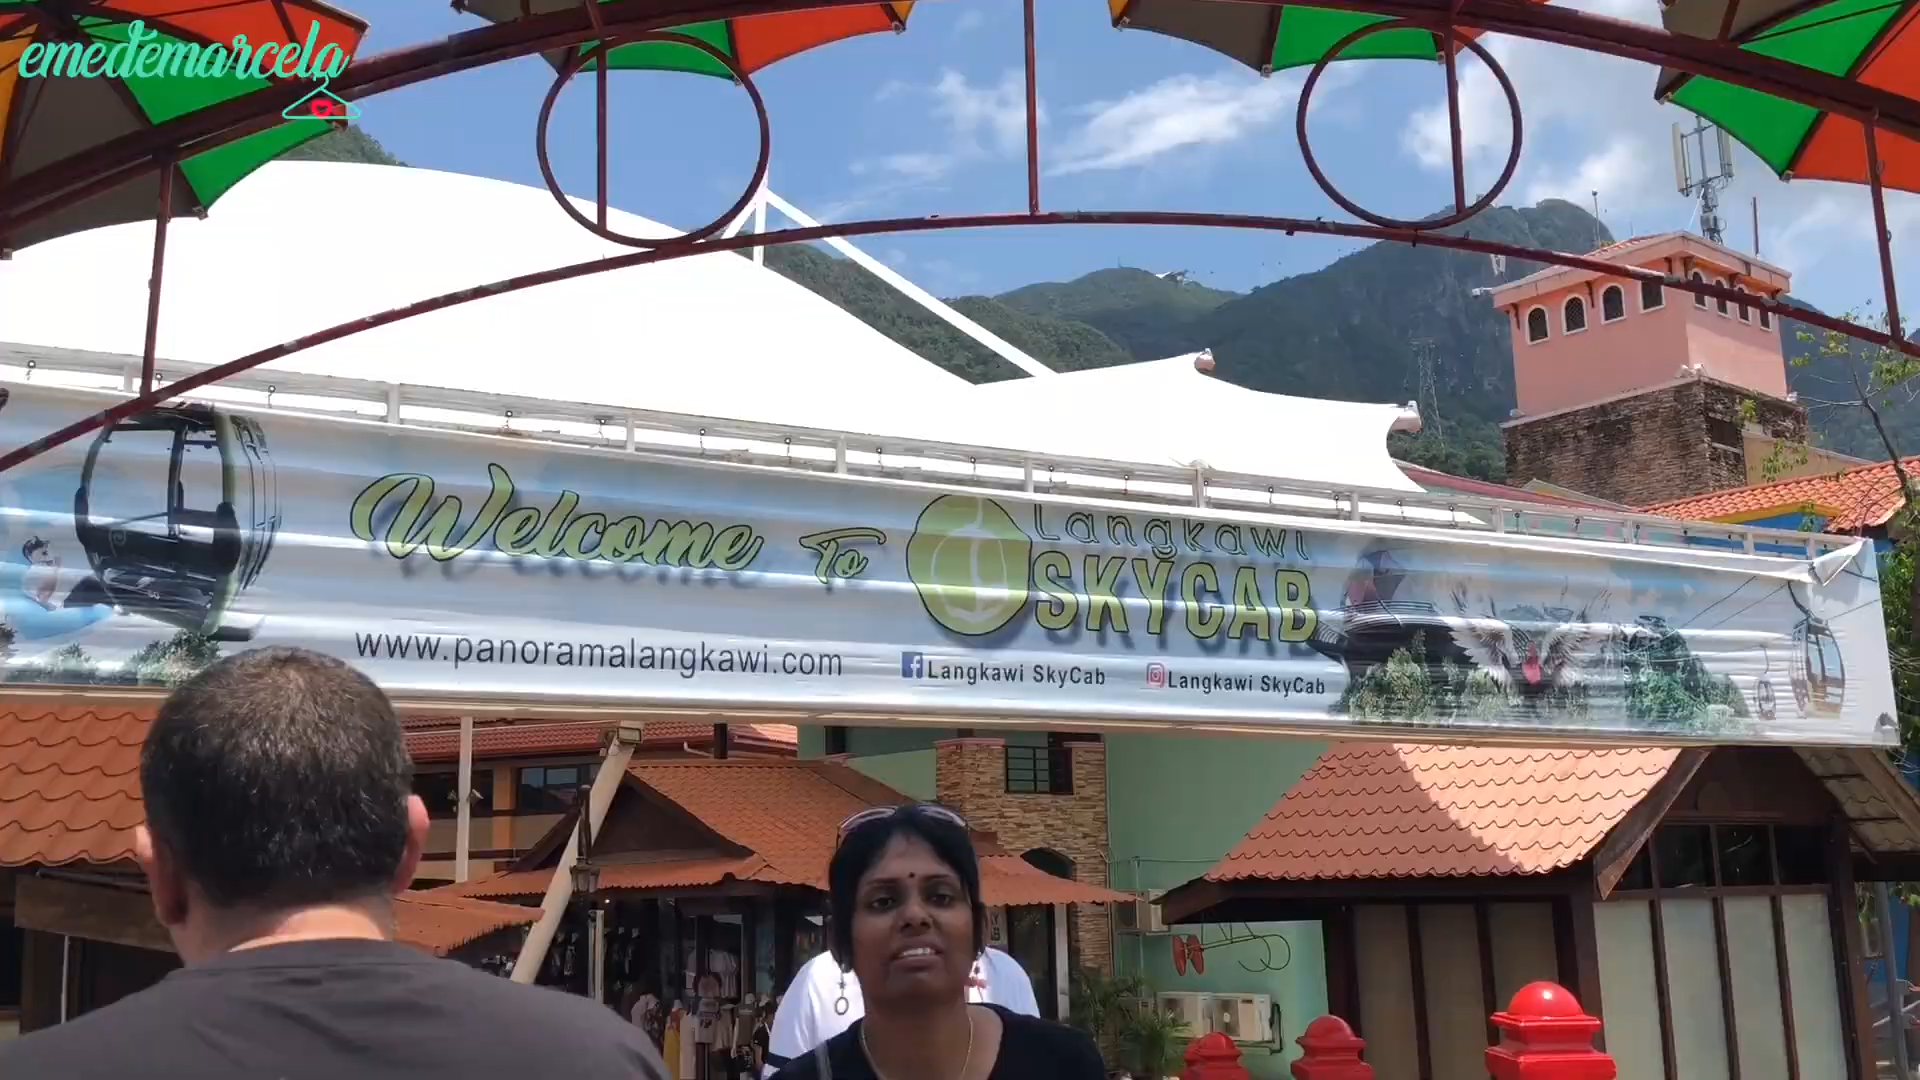 emedemarcela
Welcome To
Langkawi
SKYCAB
www.panoramalangkawi.com
Langkawi SkyCab
Langkawi SkyCab